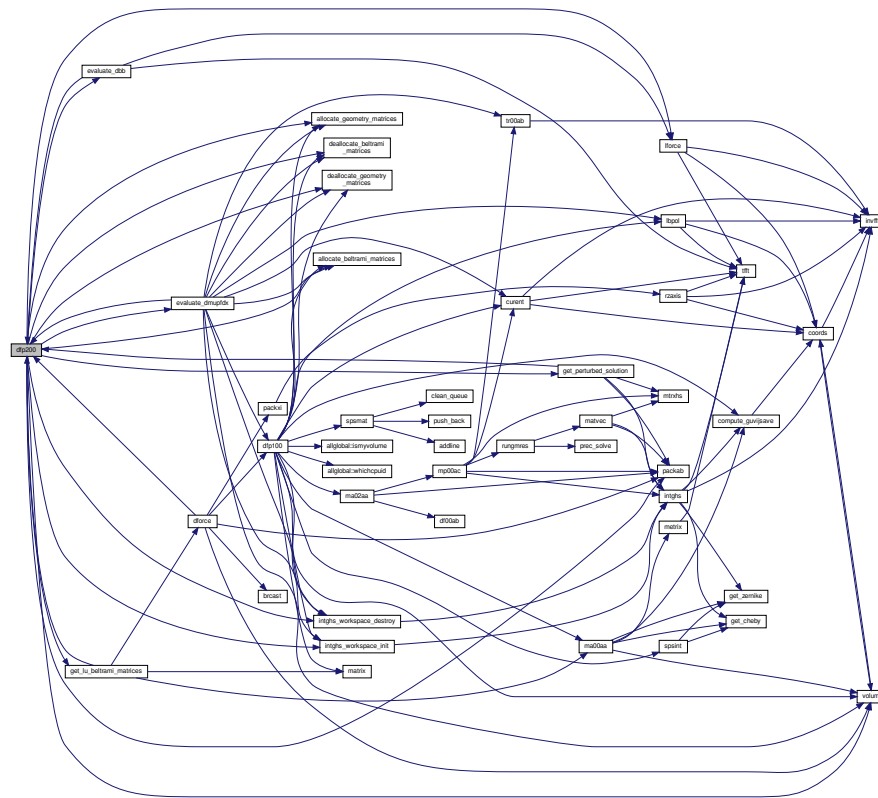 evaluate_dbb
allocate_geometry_matrices
tr00ab
deallocate_beltrami
_matrices
lforce
deallocate_geometry
_matrices
lbpol
allocate_beltrami_matrices
tfft
rzaxis
evaluate_dmupfdx
curent
coords
dfp200
get_perturbed_solution
clean_queue
mtrxhs
packxi
spsmat
push_back
matvec
compute_guvijsave
dfp100
allglobal::ismyvolume
addline
rungmres
prec_solve
allglobal::whichcpuid
mp00ac
packab
ma02aa
intghs
dforce
df00ab
metrix
brcast
get_zernike
intghs_workspace_destroy
get_cheby
intghs_workspace_init
ma00aa
spsint
get_lu_beltrami_matrices
matrix